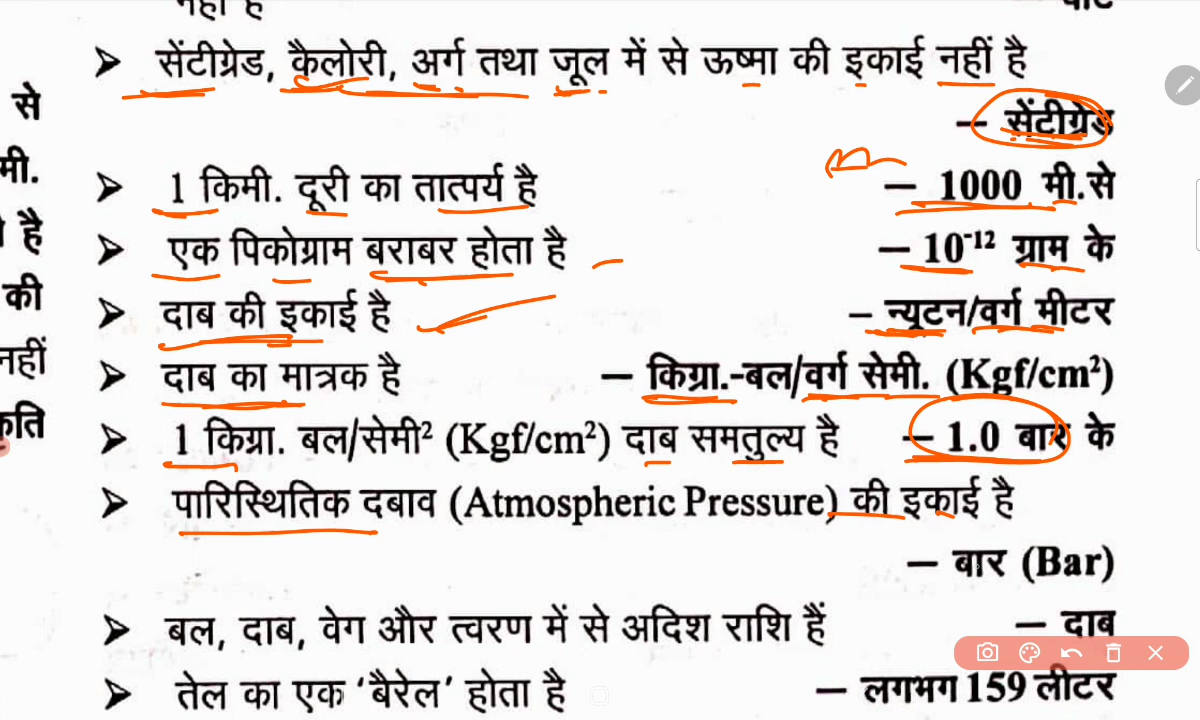 नहीं है
से
➤ सेंटीग्रेड, कैलोरी, अर्ग तथा जूल में से ऊष्मा की इकाई नहीं है
– सेंटीग्रेड
मी.
➤ 1 किमी. दूरी का तात्पर्य है – 1000 मी.से
है
➤ एक पिकोग्राम बराबर होता है – 10⁻¹² ग्राम के
की
➤ दाब की इकाई है – न्यूटन/वर्ग मीटर
नहीं
➤ दाब का मात्रक है – किग्रा.-बल/वर्ग सेमी. (Kgf/cm²)
➤ 1 किग्रा. बल/सेमी² (Kgf/cm²) दाब समतुल्य है – 1.0 बार के
➤ पारिस्थितिक दबाव (Atmospheric Pressure) की इकाई है
– बार (Bar)
➤ बल, दाब, वेग और त्वरण में से अदिश राशि हैं – दाब
➤ तेल का एक ‘बैरेल’ होता है – लगभग 159 लीटर